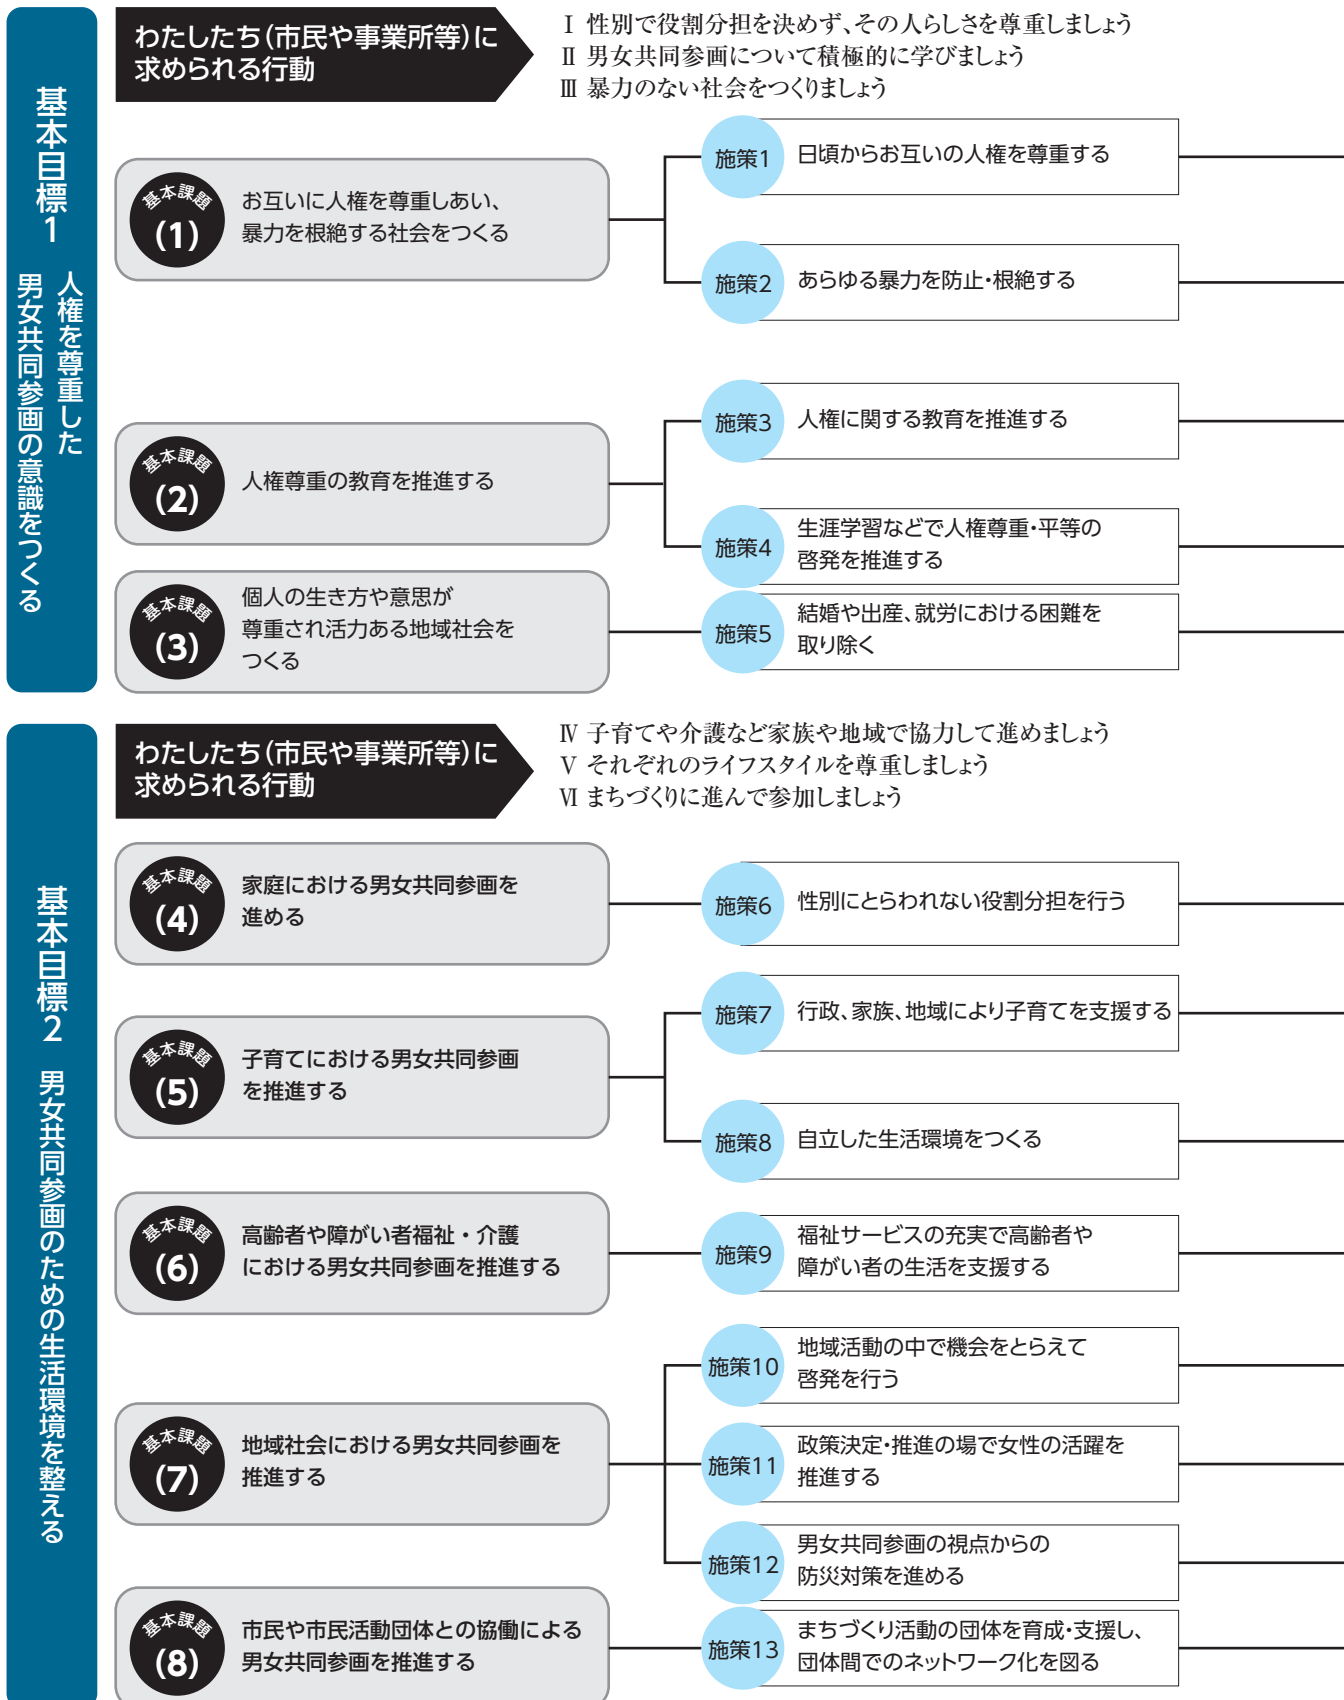 基本目標1 人権を尊重した
男女共同参画の意識をつくる
わたしたち(市民や事業所等)に
求められる行動
Ⅰ 性別で役割分担を決めず、その人らしさを尊重しましょう
Ⅱ 男女共同参画について積極的に学びましょう
Ⅲ 暴力のない社会をつくりましょう
基本課題
(1)
お互いに人権を尊重しあい、
暴力を根絶する社会をつくる
施策1
日頃からお互いの人権を尊重する
施策2
あらゆる暴力を防止・根絶する
基本課題
(2)
人権尊重の教育を推進する
施策3
人権に関する教育を推進する
施策4
生涯学習などで人権尊重・平等の
啓発を推進する
基本課題
(3)
個人の生き方や意思が
尊重され活力ある地域社会を
つくる
施策5
結婚や出産、就労における困難を
取り除く
基本目標2 男女共同参画のための生活環境を整える
わたしたち(市民や事業所等)に
求められる行動
Ⅳ 子育てや介護など家族や地域で協力して進めましょう
Ⅴ それぞれのライフスタイルを尊重しましょう
Ⅵ まちづくりに進んで参加しましょう
基本課題
(4)
家庭における男女共同参画を
進める
施策6
性別にとらわれない役割分担を行う
基本課題
(5)
子育てにおける男女共同参画
を推進する
施策7
行政、家族、地域により子育てを支援する
施策8
自立した生活環境をつくる
基本課題
(6)
高齢者や障がい者福祉・介護
における男女共同参画を推進する
施策9
福祉サービスの充実で高齢者や
障がい者の生活を支援する
基本課題
(7)
地域社会における男女共同参画を
推進する
施策10
地域活動の中で機会をとらえて
啓発を行う
施策11
政策決定・推進の場で女性の活躍を
推進する
施策12
男女共同参画の視点からの
防災対策を進める
基本課題
(8)
市民や市民活動団体との協働による
男女共同参画を推進する
施策13
まちづくり活動の団体を育成・支援し、
団体間でのネットワーク化を図る